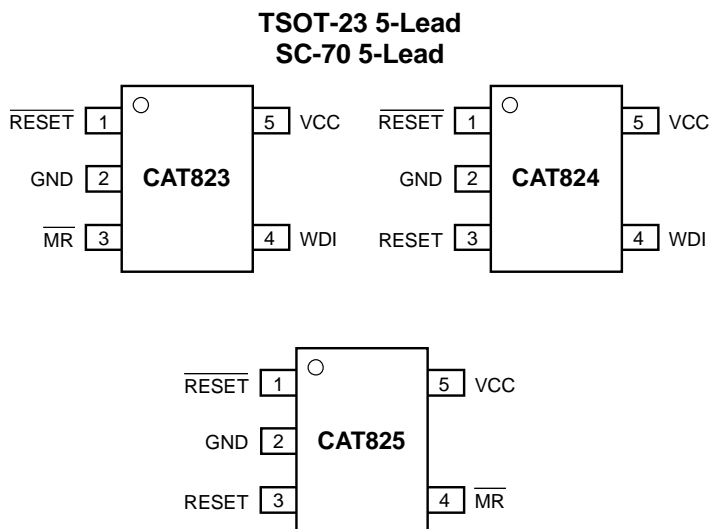 TSOT-23 5-Lead
SC-70 5-Lead
RESET 1 5 VCC
GND 2 CAT823
MR 3 4 WDI
RESET 1 5 VCC
GND 2 CAT824
RESET 3 4 WDI
RESET 1 5 VCC
GND 2 CAT825
RESET 3 4 MR